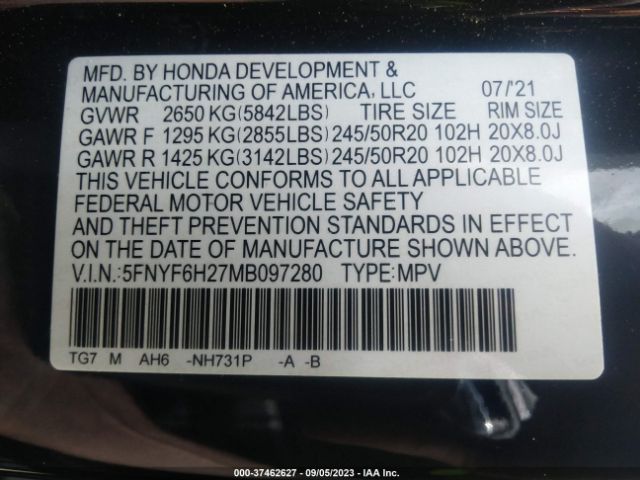 MFD. BY HONDA DEVELOPMENT &
MANUFACTURING OF AMERICA, LLC 07/'21
GVWR 2650 KG(5842LBS) TIRE SIZE RIM SIZE
GAWR F 1295 KG(2855LBS) 245/50R20 102H 20X8.0J
GAWR R 1425 KG(3142LBS) 245/50R20 102H 20X8.0J
THIS VEHICLE CONFORMS TO ALL APPLICABLE
FEDERAL MOTOR VEHICLE SAFETY
AND THEFT PREVENTION STANDARDS IN EFFECT
ON THE DATE OF MANUFACTURE SHOWN ABOVE.
V.I.N.:5FNYF6H27MB097280 TYPE:MPV
TG7 M AH6 -NH731P -A -B
000-37462627 - 09/05/2023 - IAA Inc.